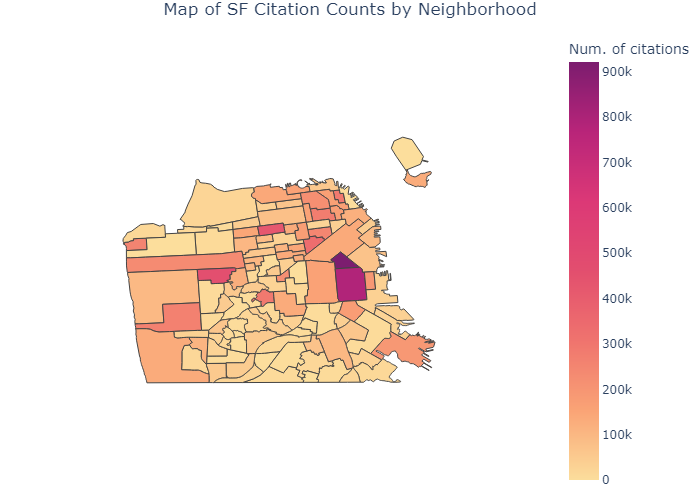 Map of SF Citation Counts by Neighborhood
Num. of citations
900k
800k
700k
600k
500k
400k
300k
200k
100k
0